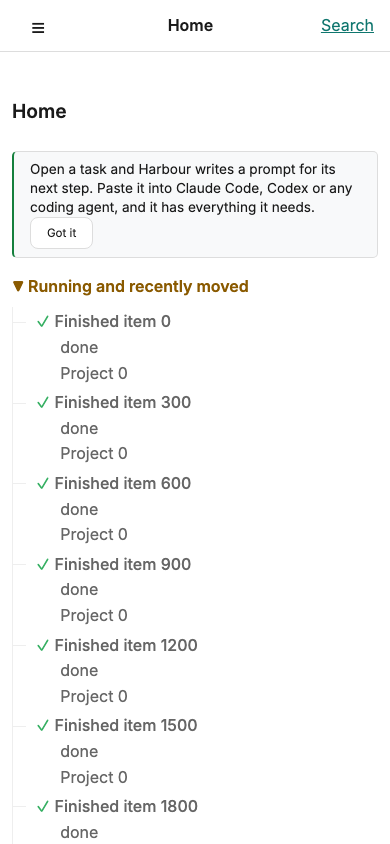 Home
Search
Home
Open a task and Harbour writes a prompt for its
next step. Paste it into Claude Code, Codex or any
coding agent, and it has everything it needs.
Got it
Running and recently moved
Finished item 0
done
Project 0
Finished item 300
done
Project 0
Finished item 600
done
Project 0
Finished item 900
done
Project 0
Finished item 1200
done
Project 0
Finished item 1500
done
Project 0
Finished item 1800
done